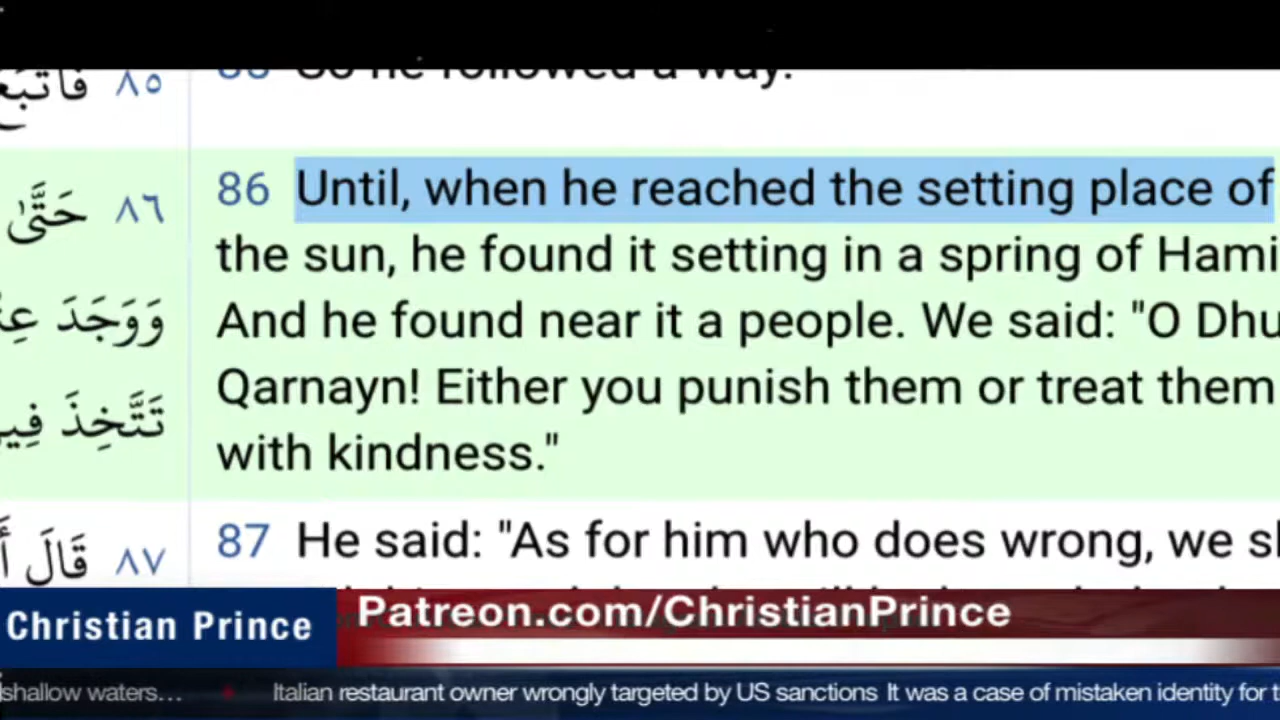 ٨٥
85 So he followed a way.
حَتَّىٰ ٨٦
86 Until, when he reached the setting place of
the sun, he found it setting in a spring of
وَوَجَدَ
And he found near it a people. We said: "O
Qarnayn! Either you punish them or treat them
تَتَّخِذَ
with kindness."
قَالَ ٨٧
87 He said: "As for him who does wrong, we
Christian Prince
Patreon.com/ChristianPrince
shallow waters... • Italian restaurant owner wrongly targeted by US sanctions It was a case of mistaken identity for